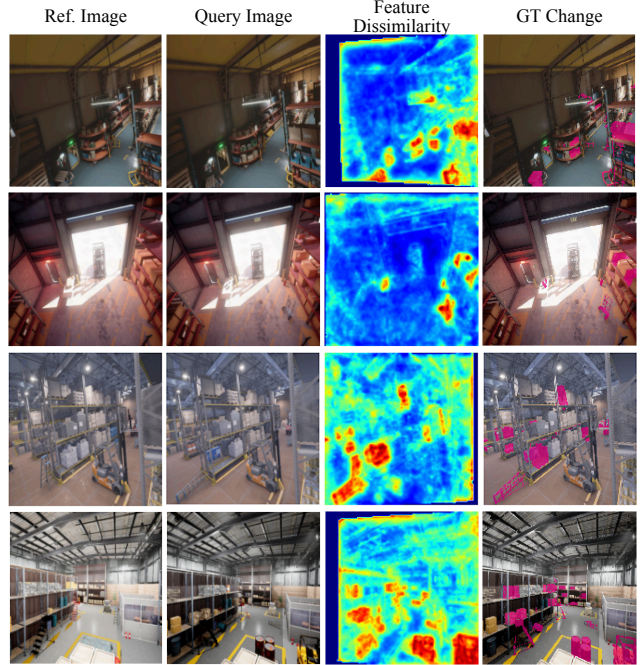 Ref. Image
Query Image
Feature
Dissimilarity
GT Change